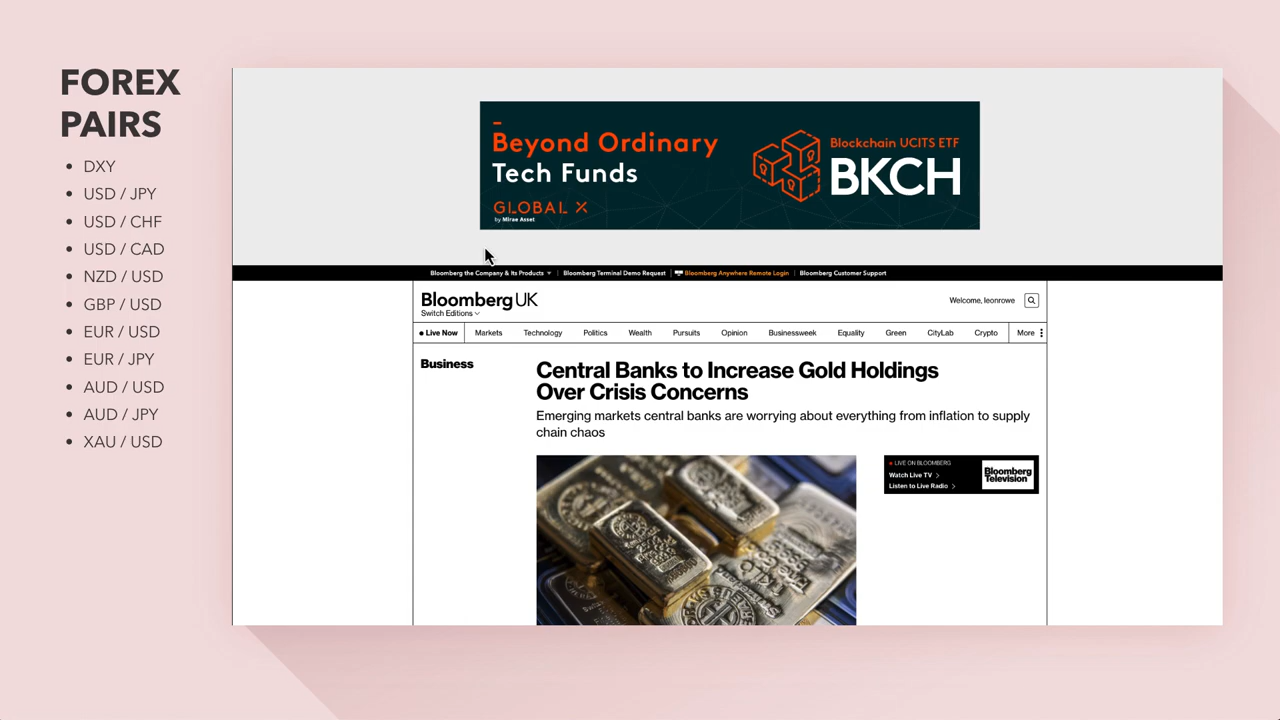 FOREX
PAIRS
• DXY
• USD / JPY
• USD / CHF
• USD / CAD
• NZD / USD
• GBP / USD
• EUR / USD
• EUR / JPY
• AUD / USD
• AUD / JPY
• XAU / USD
Beyond Ordinary
Tech Funds
GLOBAL X
by Mirae Asset
Blockchain UCITS ETF
BKCH
Bloomberg the Company & Its Products
Bloomberg Terminal Demo Request
Bloomberg Anywhere Remote Login
Bloomberg Customer Support
Bloomberg UK
Switch Editions
Welcome, leonrowe
Live Now Markets Technology Politics Wealth Pursuits Opinion Businessweek Equality Green CityLab Crypto More
Business
Central Banks to Increase Gold Holdings
Over Crisis Concerns
Emerging markets central banks are worrying about everything from inflation to supply
chain chaos
LIVE ON BLOOMBERG
Watch Live TV
Listen to Live Radio
Bloomberg
Television